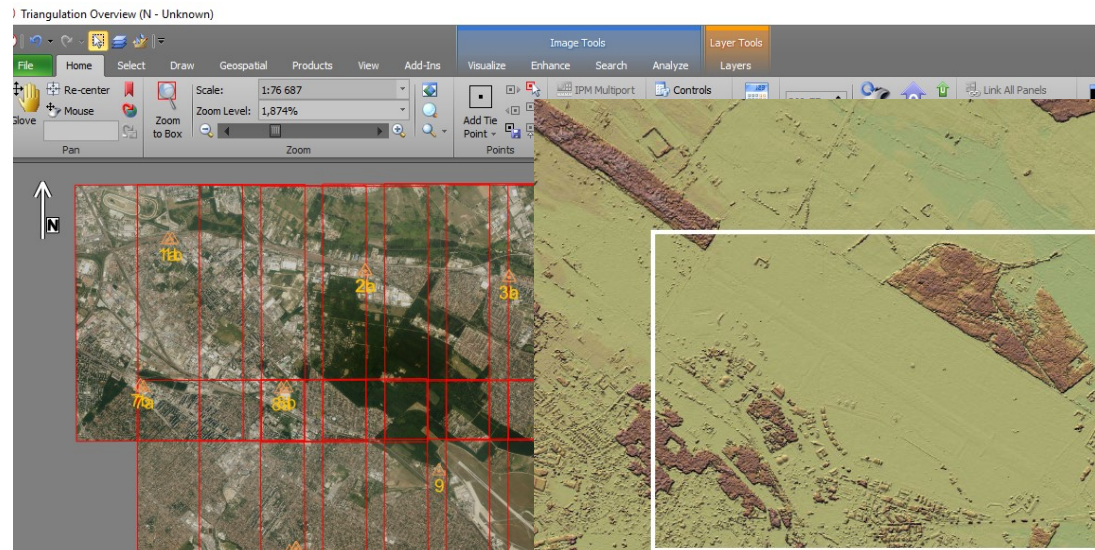 Triangulation Overview (N - Unknown)
Image Tools
Layer Tools
File Home Select Draw Geospatial Products View Add-Ins Visualize Enhance Search Analyze Layers
Re-center
Scale: 1:76 687
IPM Multiport
Controls
Link All Panels
Glove
Mouse
Zoom to Box
Zoom Level: 1,874%
Add Tie Point
Pan
Zoom
Points
N
2a
3a
7a
9